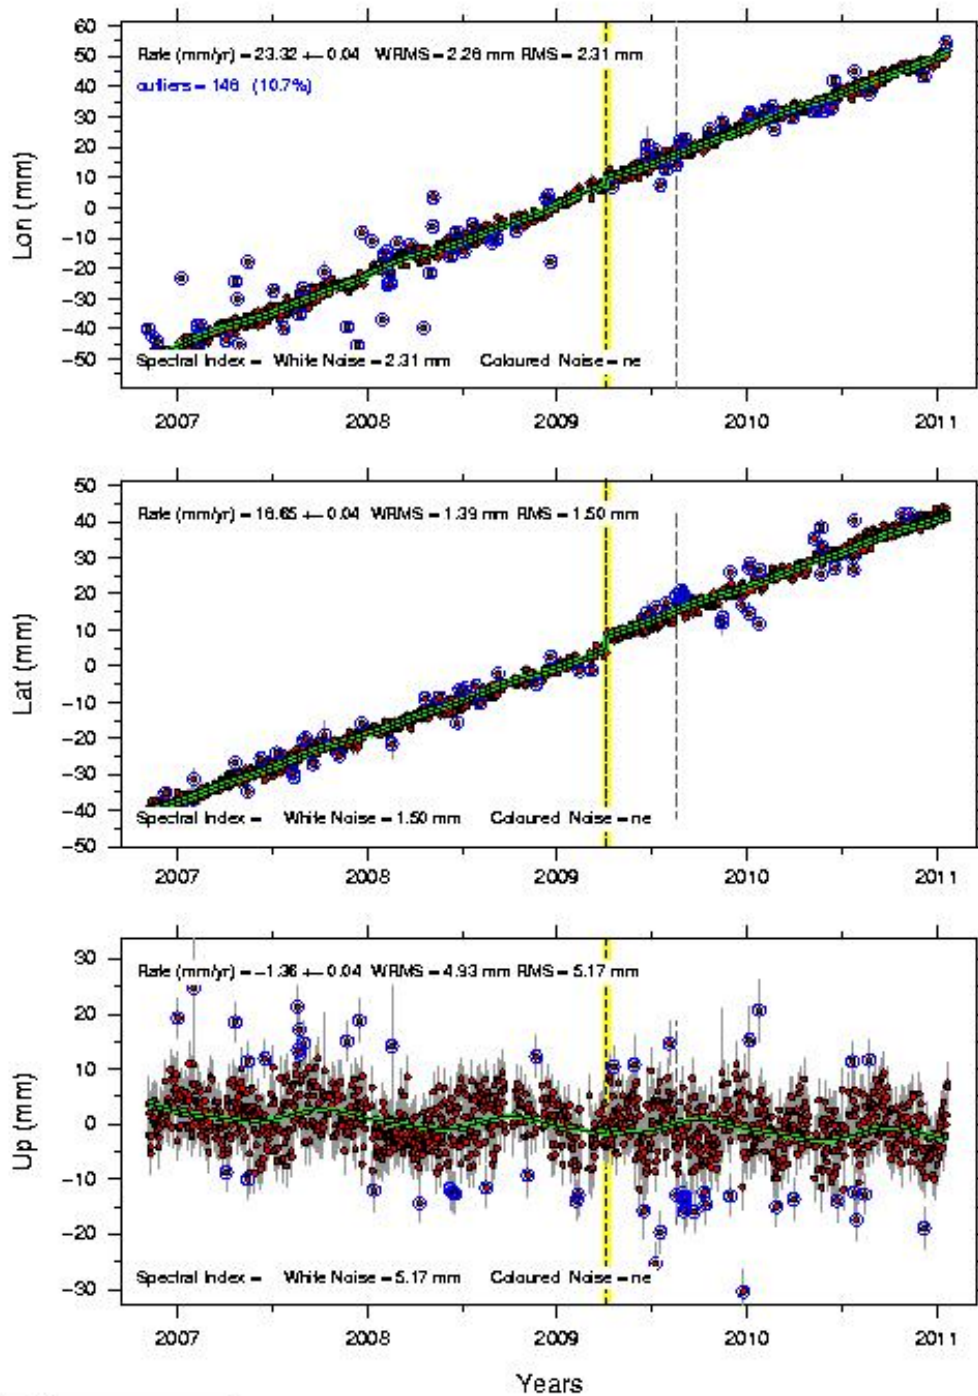 60
50
40
30
20
10
0
-10
-20
-30
-40
-50
Lon (mm)
Rate (mm/yr) = 23.32 +- 0.04 WRMS = 2.26 mm RMS = 2.31 mm
outliers = 146 (10.7%)
Spectral Index = White Noise = 2.31 mm Coloured Noise = ne
2007 2008 2009 2010 2011
50
40
30
20
10
0
-10
-20
-30
-40
-50
Lat (mm)
Rate (mm/yr) = 18.65 +- 0.04 WRMS = 1.39 mm RMS = 1.50 mm
Spectral Index = White Noise = 1.50 mm Coloured Noise = ne
2007 2008 2009 2010 2011
30
20
10
0
-10
-20
-30
Up (mm)
Rate (mm/yr) = -1.36 +- 0.04 WRMS = 4.93 mm RMS = 5.17 mm
Spectral Index = White Noise = 5.17 mm Coloured Noise = ne
2007 2008 2009 2010 2011
Years